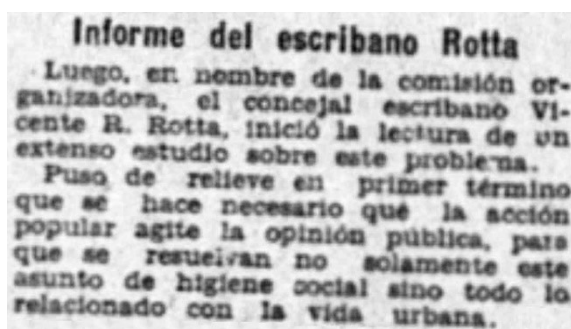 Informe del escribano Rotta
Luego, en nombre de la comisión or-
ganizadora, el concejal escribano Vi-
cente R. Rotta, inició la lectura de un
extenso estudio sobre este problema.
Puso de relieve en primer término
que se hace necesario que la acción
popular agite la opinión pública, para
que se resuelvan no solamente este
asunto de higiene social sino todo lo
relacionado con la vida urbana.